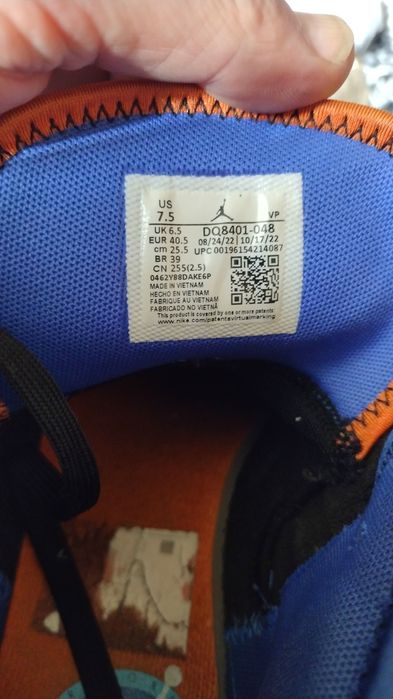 US
7.5
VP
UK 6.5 DQ8401-048
EUR 40.5 08/24/22 | 10/17/22
cm 25.5 UPC 00196154214087
BR 39
CN 255(2.5)
0462Y88DAKE6P
MADE IN VIETNAM
HECHO EN VIETNAM
FABRIQUE AU VIETNAM
FABRICADO NO VIETNÃ
This product is covered by one or more patents
www.nike.com/patentsvirtualmarking